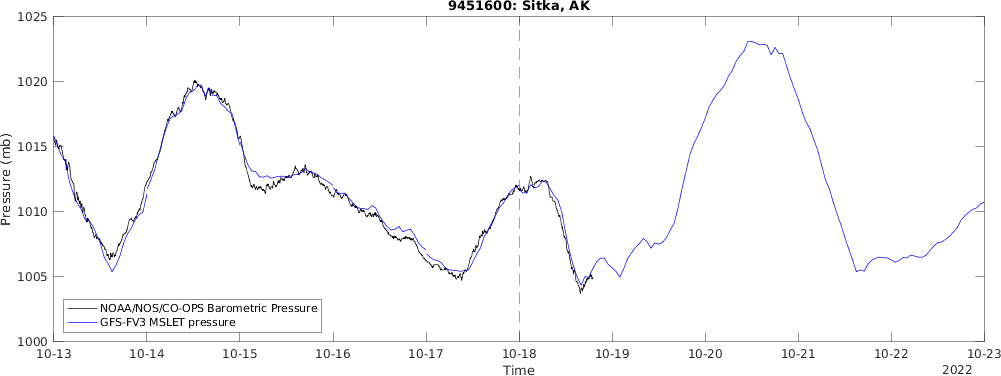 9451600: Sitka, AK
Pressure (mb)
1025
1020
1015
1010
1005
1000
NOAA/NOS/CO-OPS Barometric Pressure
GFS-FV3 MSLET pressure
10-13 10-14 10-15 10-16 10-17 10-18 10-19 10-20 10-21 10-22 10-23
Time
2022